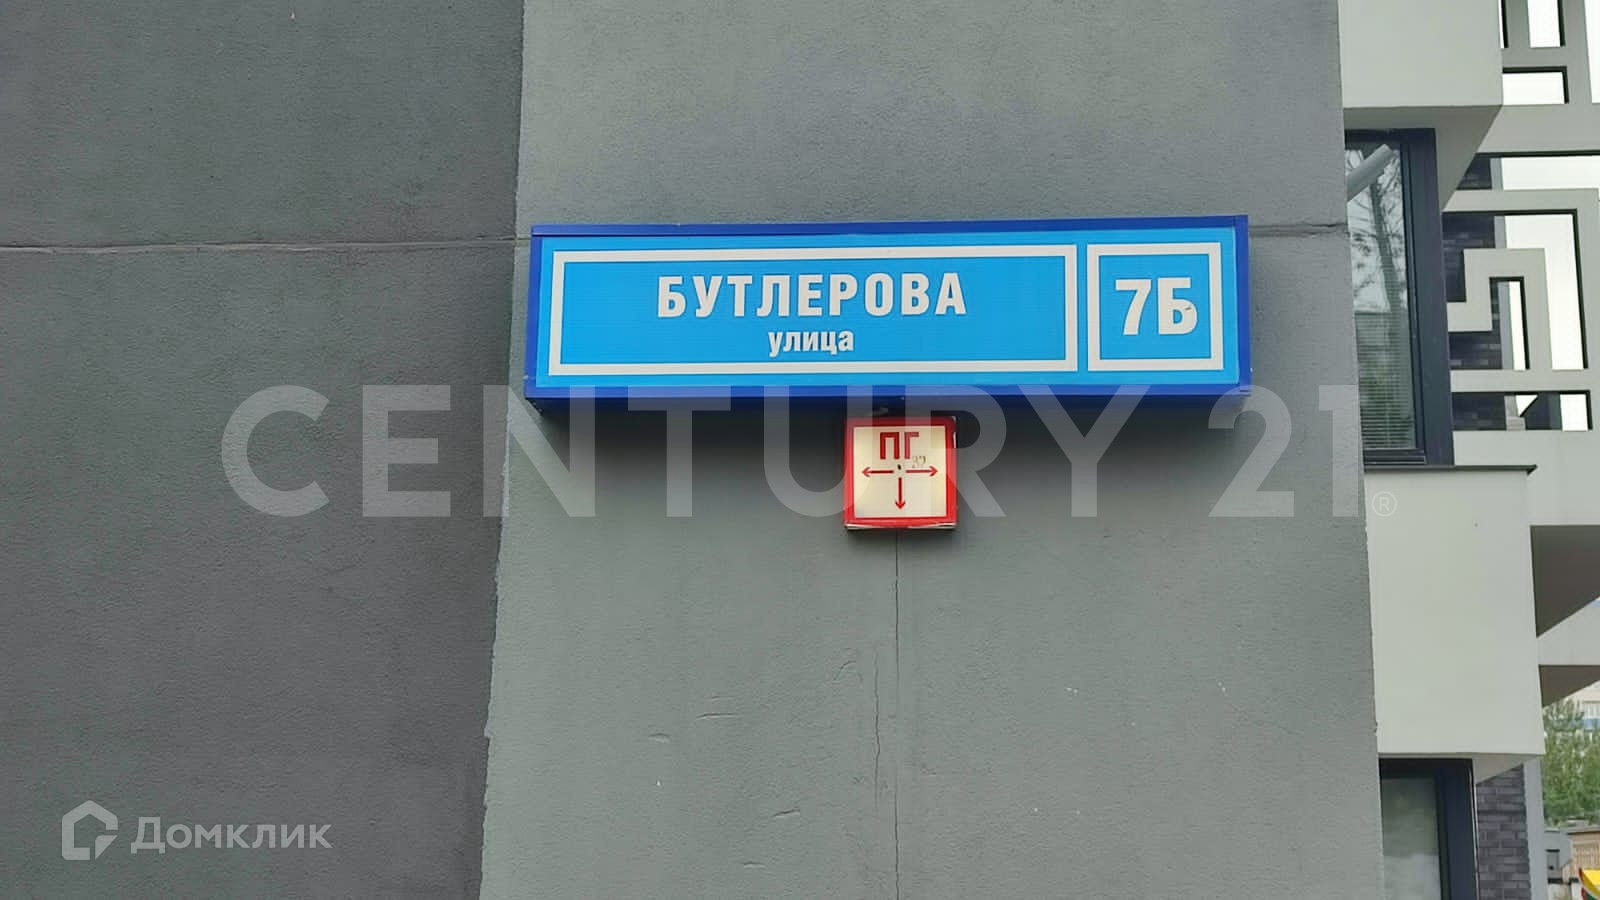 БУТЛЕРОВА
улица
7Б
CENTURY 21®
ПГ
Домклик